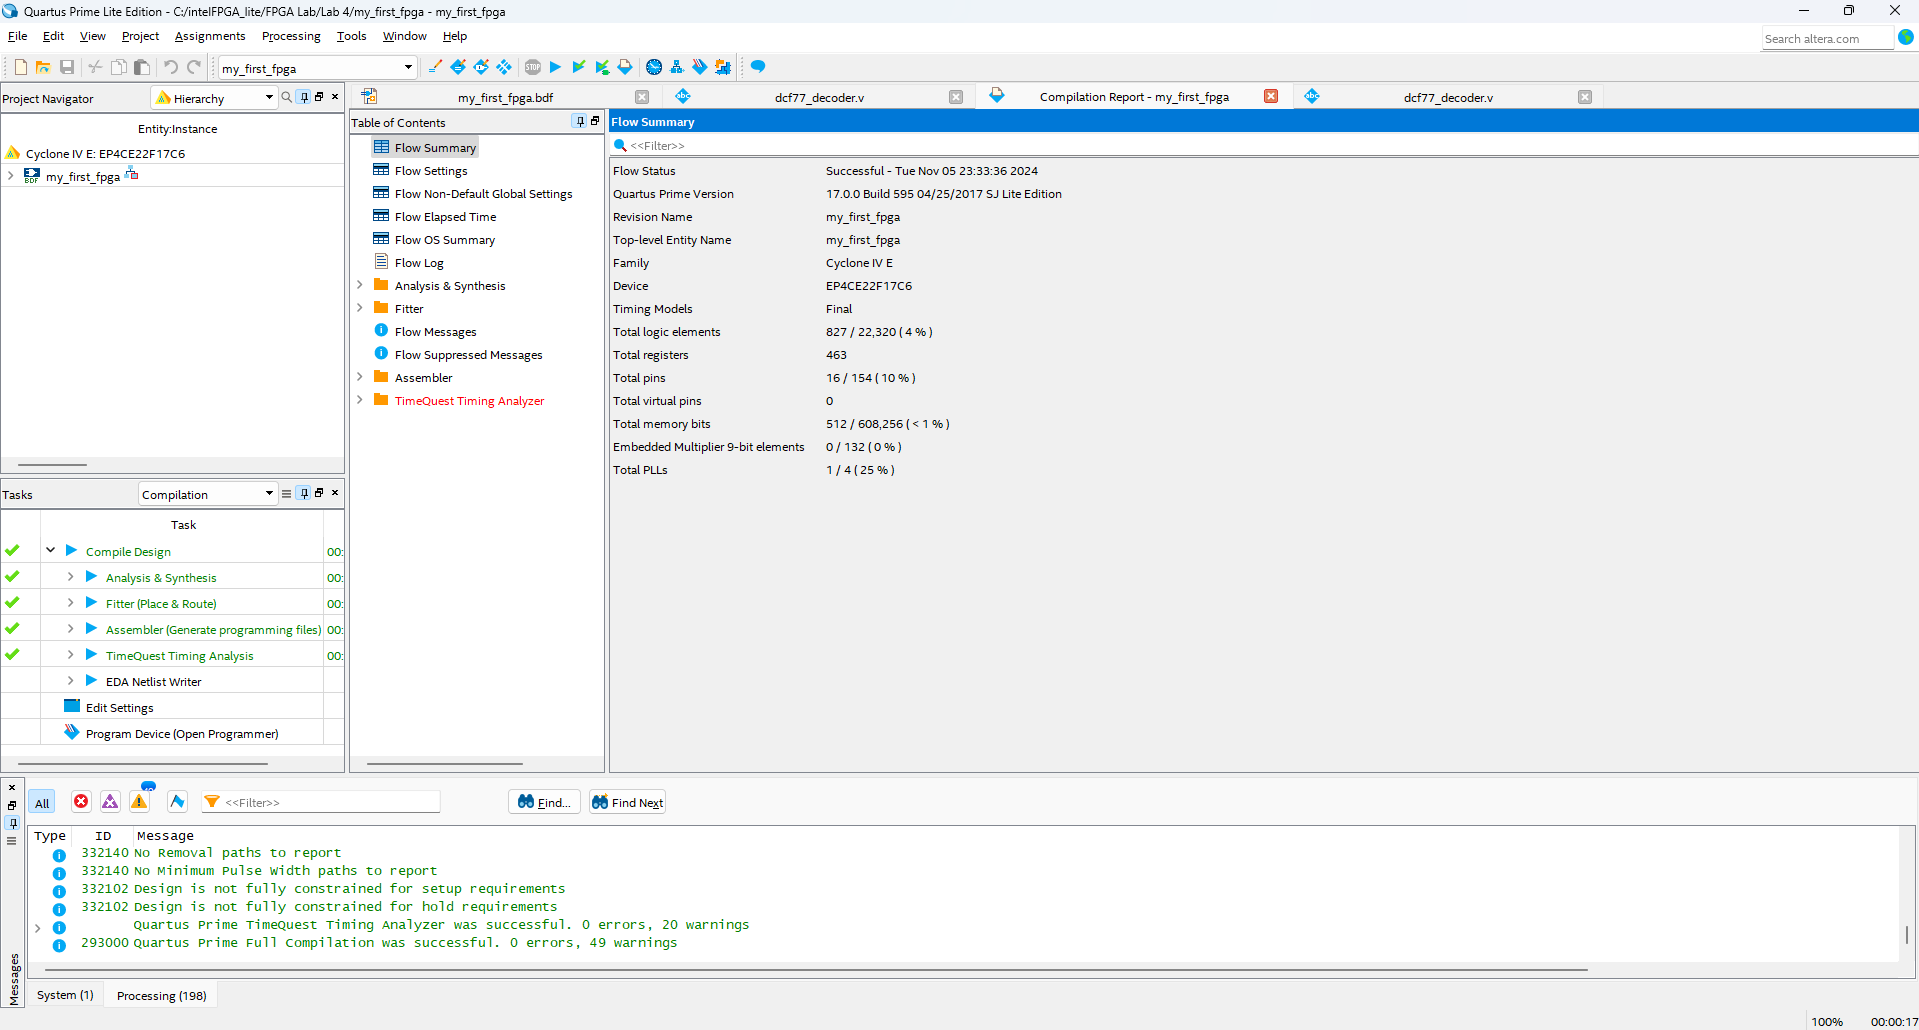 Quartus Prime Lite Edition - C:/intelFPGA_lite/FPGA Lab/Lab 4/my_first_fpga - my_first_fpga
File Edit View Project Assignments Processing Tools Window Help
Search altera.com
my_first_fpga
Project Navigator Hierarchy
Entity:Instance
Cyclone IV E: EP4CE22F17C6
BDF my_first_fpga
Tasks Compilation
Task
Compile Design 00:
Analysis & Synthesis 00:
Fitter (Place & Route) 00:
Assembler (Generate programming files) 00:
TimeQuest Timing Analysis 00:
EDA Netlist Writer
Edit Settings
Program Device (Open Programmer)
my_first_fpga.bdf
abc dcf77_decoder.v
Compilation Report - my_first_fpga
abc dcf77_decoder.v
Table of Contents
Flow Summary
Flow Settings
Flow Non-Default Global Settings
Flow Elapsed Time
Flow OS Summary
Flow Log
Analysis & Synthesis
Fitter
Flow Messages
Flow Suppressed Messages
Assembler
TimeQuest Timing Analyzer
Flow Summary
<<Filter>>
Flow Status Successful - Tue Nov 05 23:33:36 2024
Quartus Prime Version 17.0.0 Build 595 04/25/2017 SJ Lite Edition
Revision Name my_first_fpga
Top-level Entity Name my_first_fpga
Family Cyclone IV E
Device EP4CE22F17C6
Timing Models Final
Total logic elements 827 / 22,320 ( 4 % )
Total registers 463
Total pins 16 / 154 ( 10 % )
Total virtual pins 0
Total memory bits 512 / 608,256 ( < 1 % )
Embedded Multiplier 9-bit elements 0 / 132 ( 0 % )
Total PLLs 1 / 4 ( 25 % )
All <<Filter>> Find... Find Next
Type ID Message
332140 No Removal paths to report
332140 No Minimum Pulse Width paths to report
332102 Design is not fully constrained for setup requirements
332102 Design is not fully constrained for hold requirements
Quartus Prime TimeQuest Timing Analyzer was successful. 0 errors, 20 warnings
293000 Quartus Prime Full Compilation was successful. 0 errors, 49 warnings
Messages
System (1) Processing (198)
100% 00:00:17